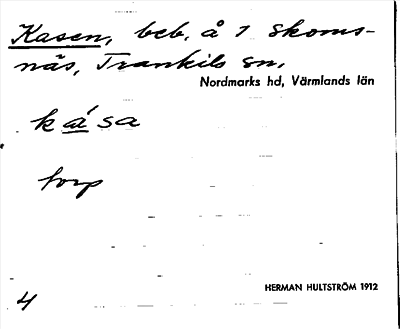 Kasen, beb. å 1 Skoms-
näs, Trankils sn,
Nordmarks hd, Värmlands län
kása
torp
HERMAN HULTSTRÖM 1912
4